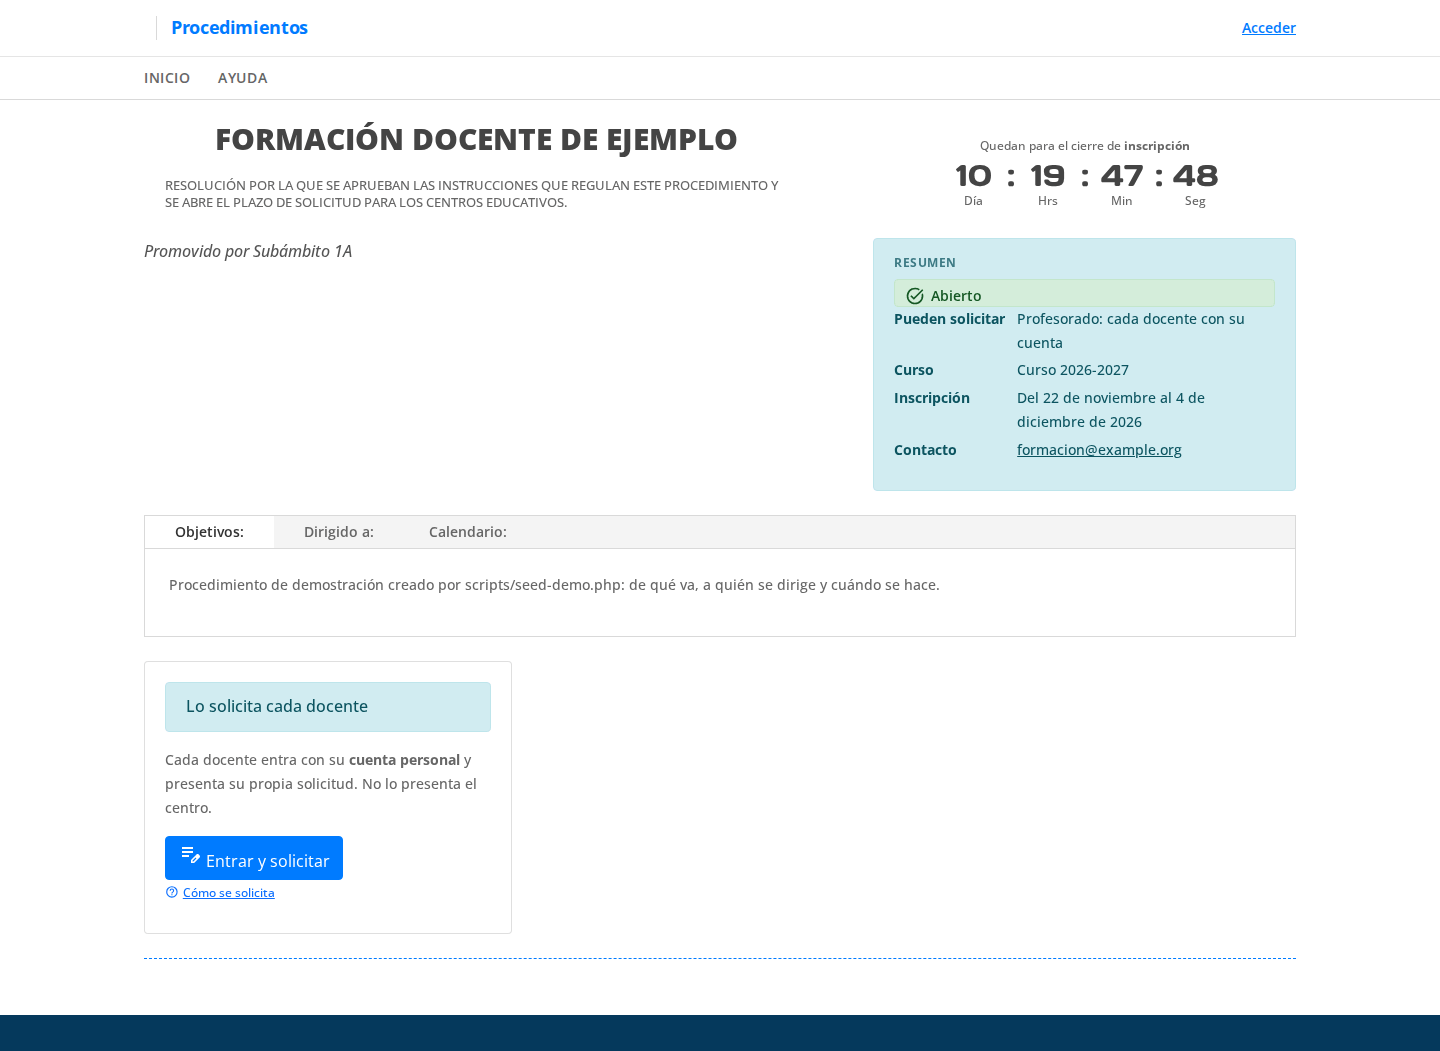 Procedimientos
Acceder
INICIO
AYUDA
FORMACIÓN DOCENTE DE EJEMPLO
RESOLUCIÓN POR LA QUE SE APRUEBAN LAS INSTRUCCIONES QUE REGULAN ESTE PROCEDIMIENTO Y
SE ABRE EL PLAZO DE SOLICITUD PARA LOS CENTROS EDUCATIVOS.
Quedan para el cierre de inscripción
10 : 19 : 47 : 48
Día Hrs Min Seg
Promovido por Subámbito 1A
RESUMEN
Abierto
Pueden solicitar Profesorado: cada docente con su
cuenta
Curso Curso 2026-2027
Inscripción Del 22 de noviembre al 4 de
diciembre de 2026
Contacto formacion@example.org
Objetivos: Dirigido a: Calendario:
Procedimiento de demostración creado por scripts/seed-demo.php: de qué va, a quién se dirige y cuándo se hace.
Lo solicita cada docente
Cada docente entra con su cuenta personal y
presenta su propia solicitud. No lo presenta el
centro.
Entrar y solicitar
Cómo se solicita